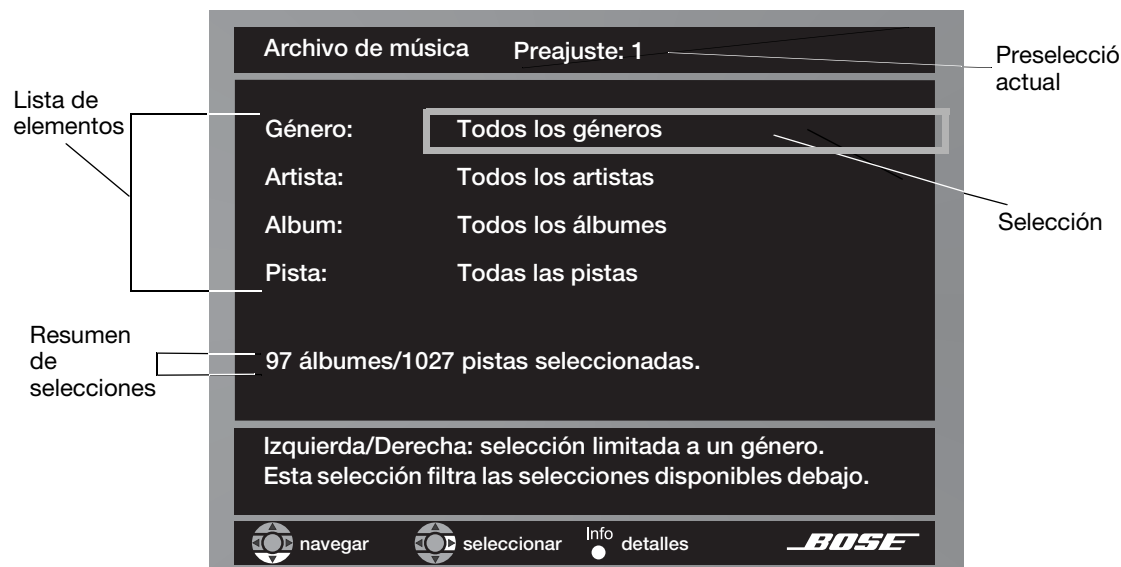 Archivo de música Preajuste: 1
Preselecció
actual
Lista de
elementos
Género: Todos los géneros
Artista: Todos los artistas
Selección
Album: Todos los álbumes
Pista: Todas las pistas
Resumen
de
selecciones
97 álbumes/1027 pistas seleccionadas.
Izquierda/Derecha: selección limitada a un género.
Esta selección filtra las selecciones disponibles debajo.
navegar seleccionar Info detalles BOSE